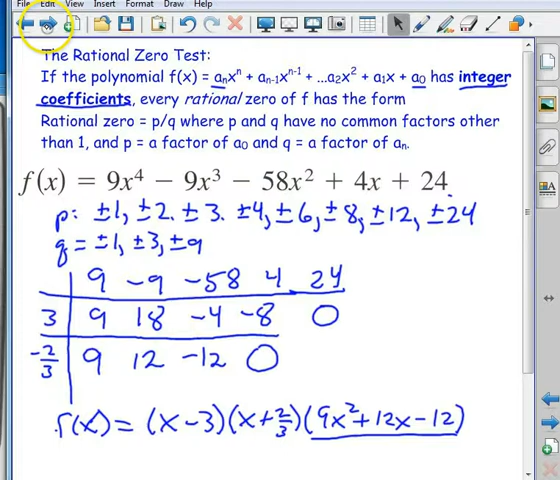 File Edit View Insert Draw Help
The Rational Zero Test:
If the polynomial f(x) = aₙxⁿ + aₙ₋₁xⁿ⁻¹ + ...a₂x² + a₁x + a₀ has integer
coefficients, every rational zero of f has the form
Rational zero = p/q where p and q have no common factors other
than 1, and p = a factor of a₀ and q = a factor of aₙ.
f(x) = 9x⁴ − 9x³ − 58x² + 4x + 24
p: ±1, ±2. ±3. ±4, ±6, ±8, ±12, ±24
q = ±1, ±3, ±9
9 -9 -58 4 24
3 9 18 -4 -8 0
-2/3 9 12 -12 0
f(x) = (x-3)(x+2/3)(9x²+12x-12)